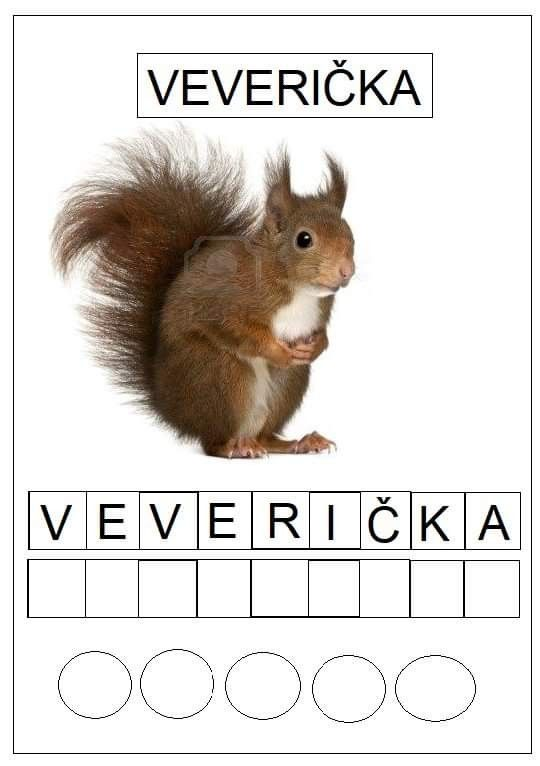 VEVERIČKA
V E V E R I Č K A